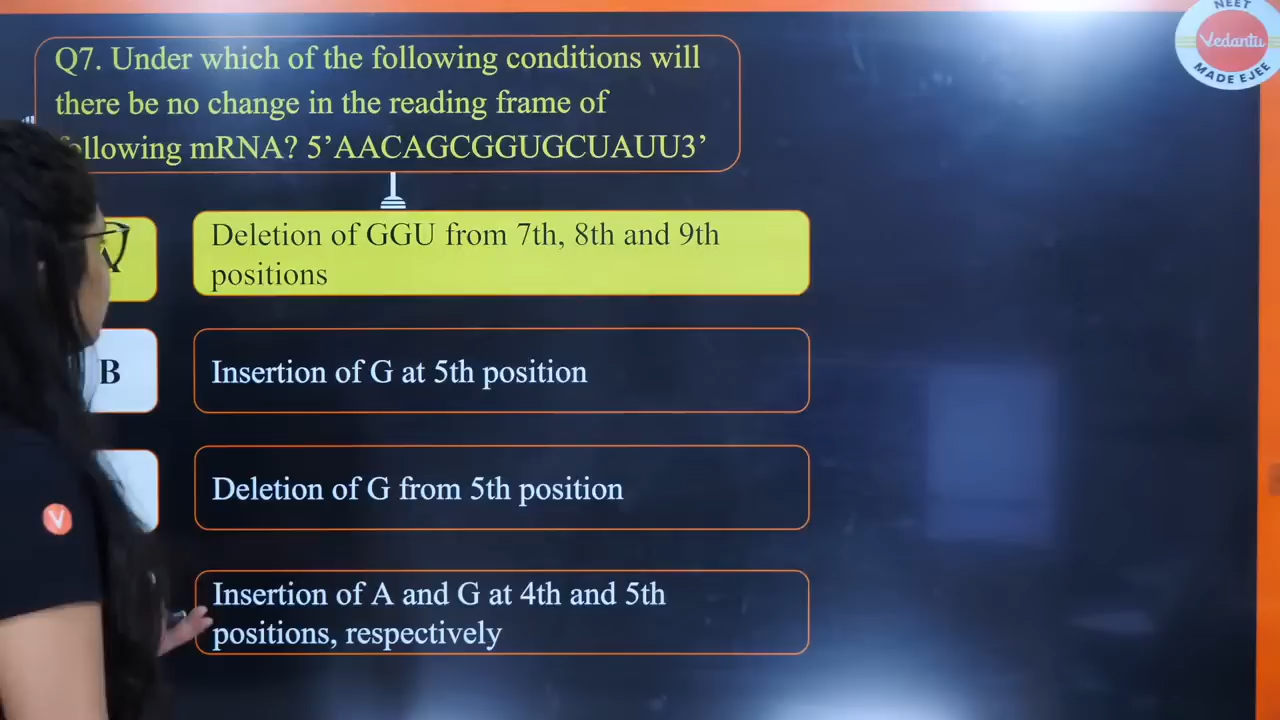 NEET
Vedantu
MADE EJEE
Q7. Under which of the following conditions will
there be no change in the reading frame of
following mRNA? 5’AACAGCGGUGCUAUU3’
Deletion of GGU from 7th, 8th and 9th
positions
B
Insertion of G at 5th position
Deletion of G from 5th position
V
Insertion of A and G at 4th and 5th
positions, respectively